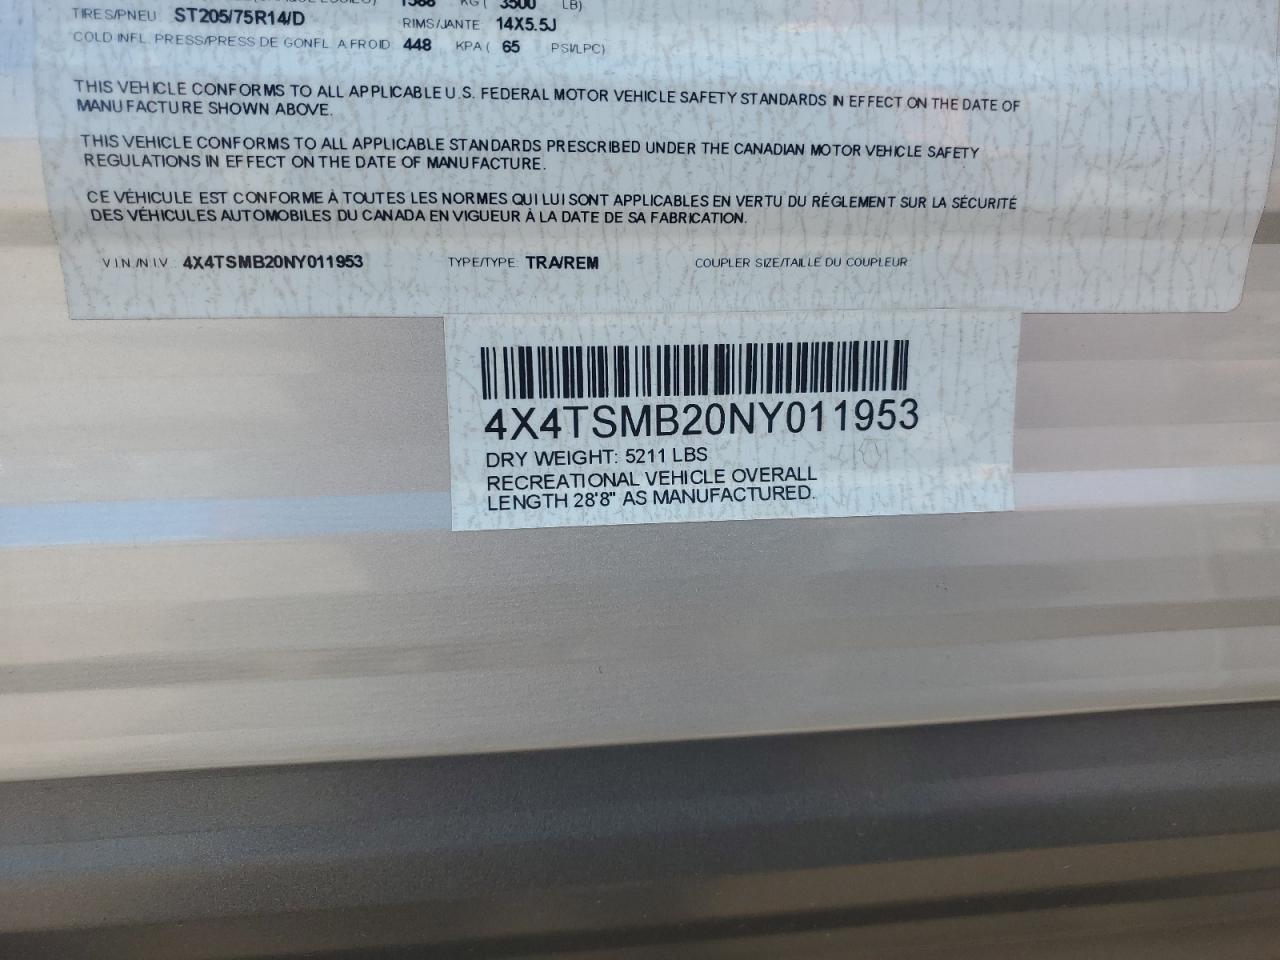 1588 KG ( 3500 LB)
TIRES/PNEU ST205/75R14/D RIMS/JANTE 14X5.5J
COLD INFL. PRESS/PRESS DE GONFL. A FROID 448 KPA ( 65 PSI/LPC)
THIS VEHICLE CONFORMS TO ALL APPLICABLE U.S. FEDERAL MOTOR VEHICLE SAFETY STANDARDS IN EFFECT ON THE DATE OF
MANUFACTURE SHOWN ABOVE.
THIS VEHICLE CONFORMS TO ALL APPLICABLE STANDARDS PRESCRIBED UNDER THE CANADIAN MOTOR VEHICLE SAFETY
REGULATIONS IN EFFECT ON THE DATE OF MANUFACTURE.
CE VÉHICULE EST CONFORME À TOUTES LES NORMES QUI LUI SONT APPLICABLES EN VERTU DU RÉGLEMENT SUR LA SÉCURITÉ
DES VÉHICULES AUTOMOBILES DU CANADA EN VIGUEUR À LA DATE DE SA FABRICATION.
V.I.N./N.I.V.: 4X4TSMB20NY011953 TYPE/TYPE: TRA/REM COUPLER SIZE/TAILLE DU COUPLEUR
4X4TSMB20NY011953
DRY WEIGHT: 5211 LBS
RECREATIONAL VEHICLE OVERALL
LENGTH 28'8" AS MANUFACTURED.